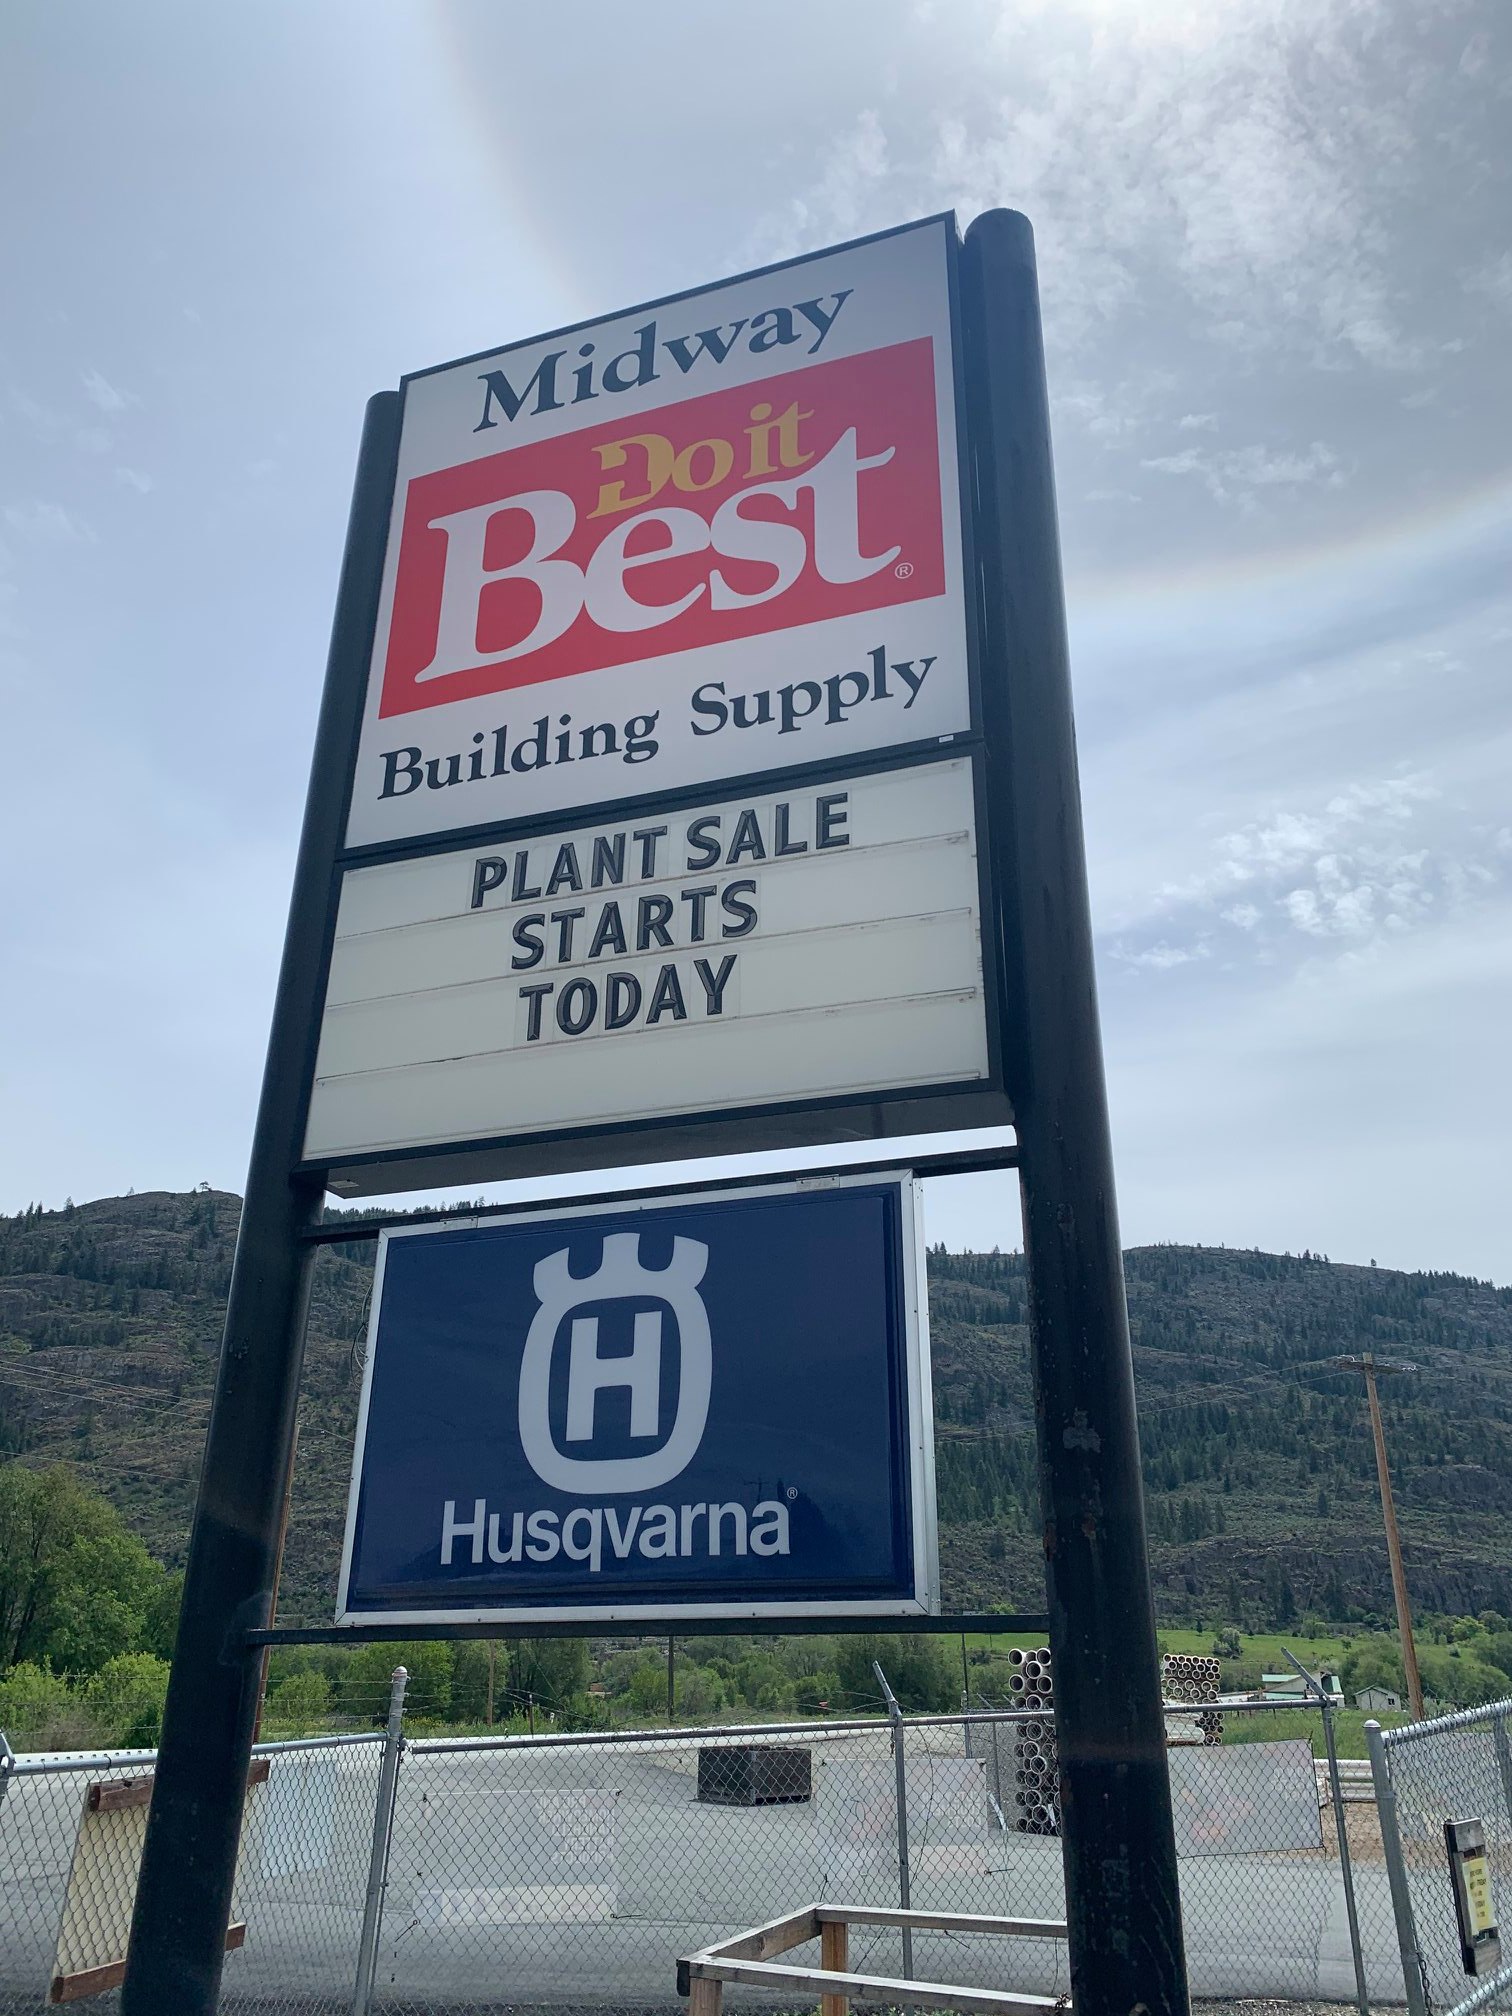 Midway
Do it
Best®
Building Supply
PLANT SALE
STARTS
TODAY
H
Husqvarna®